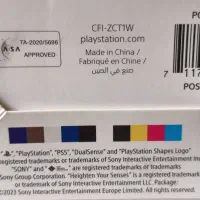 PO
CFI-ZCT1W
playstation.com
TA-2020/5696
APPROVED
Made in China /
Fabriqué en Chine /
صنع في الصين
7117
POS
", "PlayStation", "PS5", "DualSense" and "PlayStation Shapes Logo"
registered trademarks or trademarks of Sony Interactive Entertainment Inc.
"SONY" and " " are registered trademarks or trademarks of
Sony Group Corporation. "Heighten Your Senses" is a registered trademark or
trademark of Sony Interactive Entertainment LLC. Package:
©2023 Sony Interactive Entertainment Europe Limited. All rights reserved.